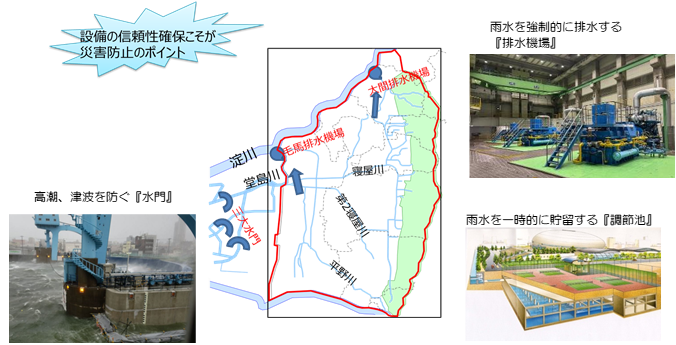 設備の信頼性確保こそが
災害防止のポイント
雨水を強制的に排水する
『排水機場』
太間排水機場
毛馬排水機場
淀川
堂島川
寝屋川
三大水門
第2寝屋川
平野川
高潮、津波を防ぐ『水門』
雨水を一時的に貯留する『調節池』